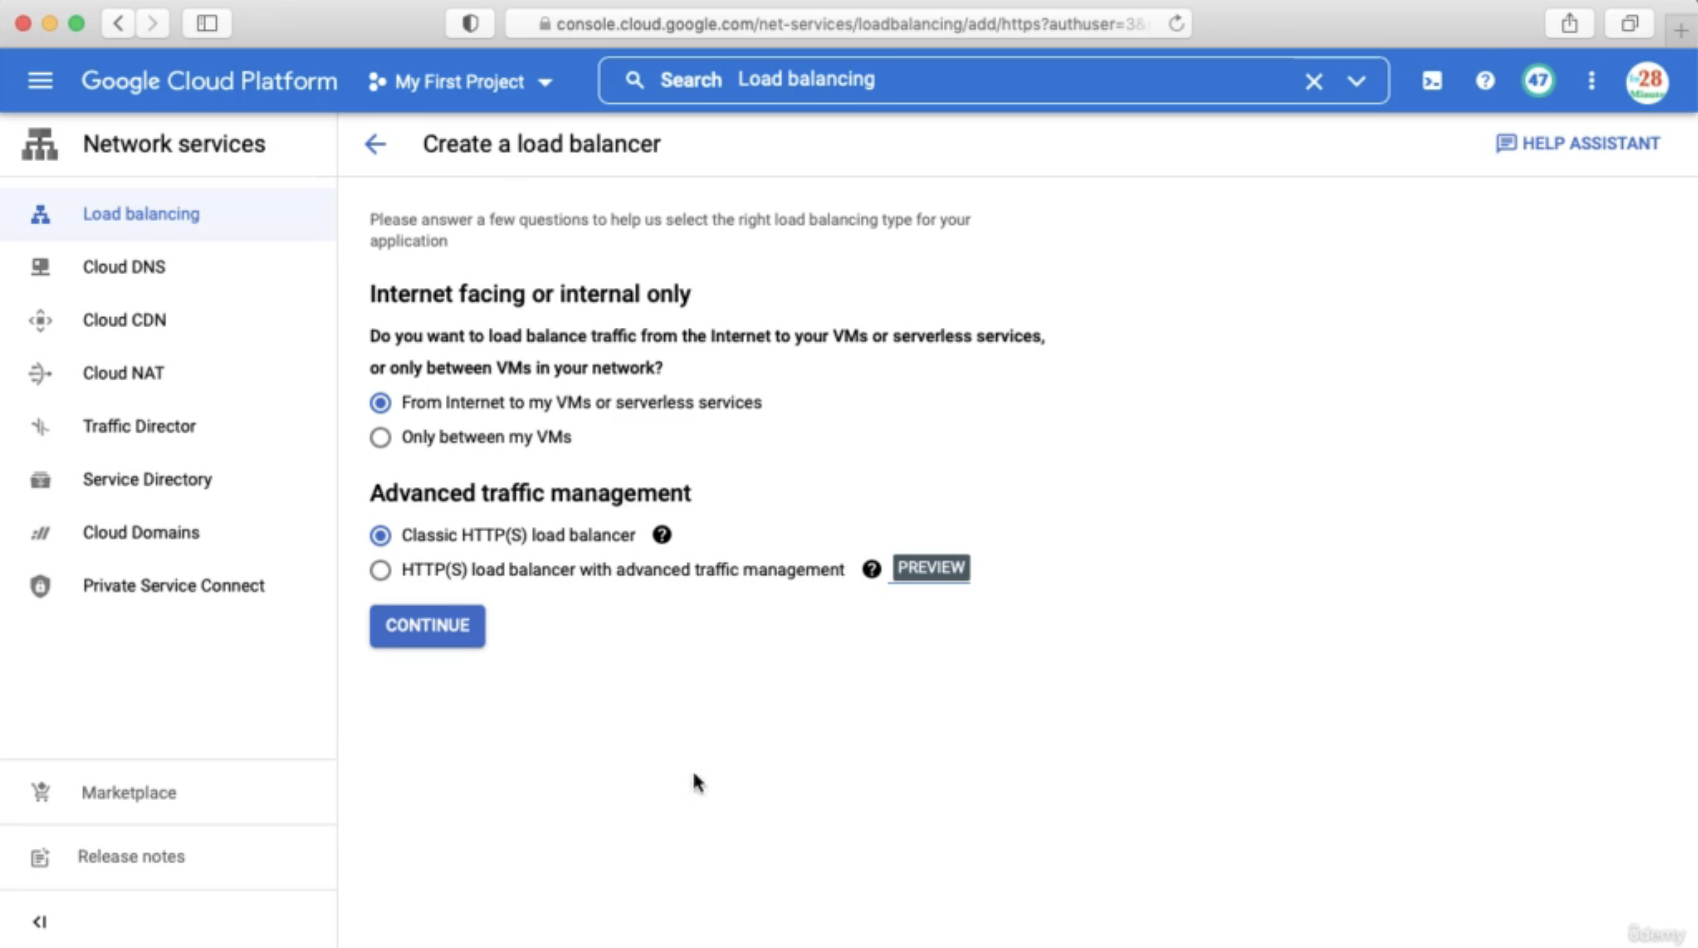 console.cloud.google.com/net-services/loadbalancing/add/https?authuser=3&
Google Cloud Platform
My First Project
Search Load balancing
47
28
Minutes
Network services
Create a load balancer
HELP ASSISTANT
Load balancing
Cloud DNS
Cloud CDN
Cloud NAT
Traffic Director
Service Directory
Cloud Domains
Private Service Connect
Marketplace
Release notes
Please answer a few questions to help us select the right load balancing type for your
application
Internet facing or internal only
Do you want to load balance traffic from the Internet to your VMs or serverless services,
or only between VMs in your network?
From Internet to my VMs or serverless services
Only between my VMs
Advanced traffic management
Classic HTTP(S) load balancer
HTTP(S) load balancer with advanced traffic management PREVIEW
CONTINUE
Udemy